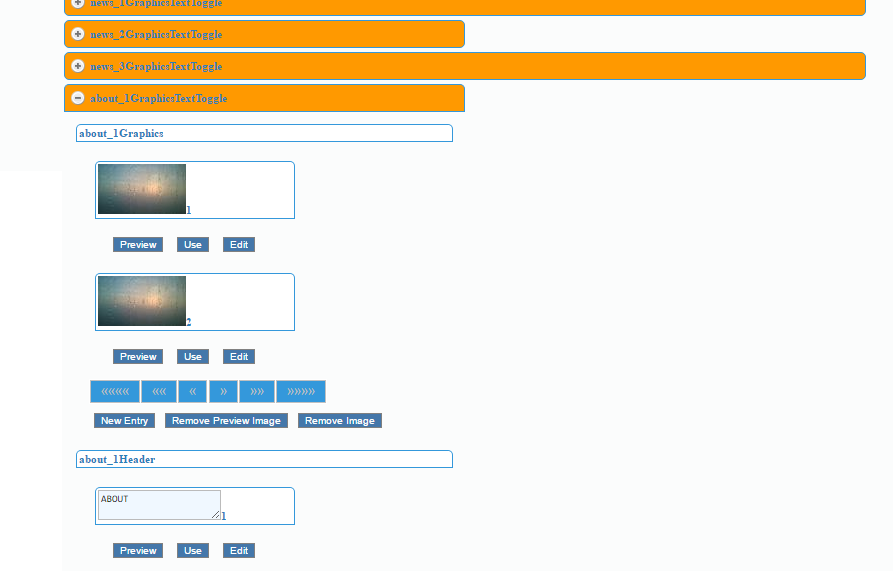 news_1GraphicsTextToggle
news_2GraphicsTextToggle
news_3GraphicsTextToggle
about_1GraphicsTextToggle
about_1Graphics
1
Preview Use Edit
2
Preview Use Edit
«««« «« « » »» »»»»
New Entry Remove Preview Image Remove Image
about_1Header
ABOUT
1
Preview Use Edit